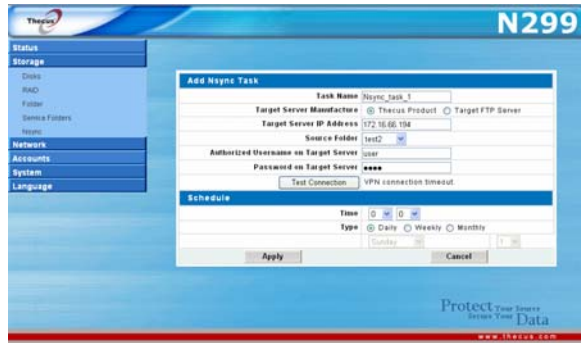 Thecus
N299
Status
Storage
Disks
RAID
Folder
Service Folders
Nsync
Network
Accounts
System
Language
Add Nsync Task
Task Name Nsync_task_1
Target Server Manufacture Thecus Product Target FTP Server
Target Server IP Address 172.16.66.194
Source Folder test2
Authorized Username on Target Server user
Password on Target Server ●●●●
Test Connection VPN connection timeout.
Schedule
Time 0 0
Type Daily Weekly Monthly
Sunday 1
Apply Cancel
Protect Your Server
Secure Your Data
www.thecus.com